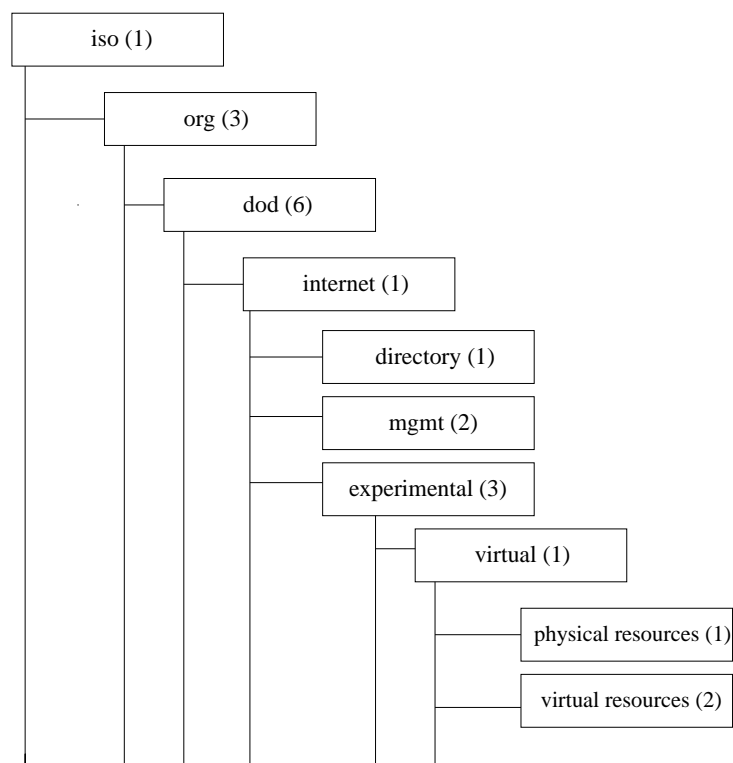 iso (1)
org (3)
dod (6)
internet (1)
directory (1)
mgmt (2)
experimental (3)
virtual (1)
physical resources (1)
virtual resources (2)